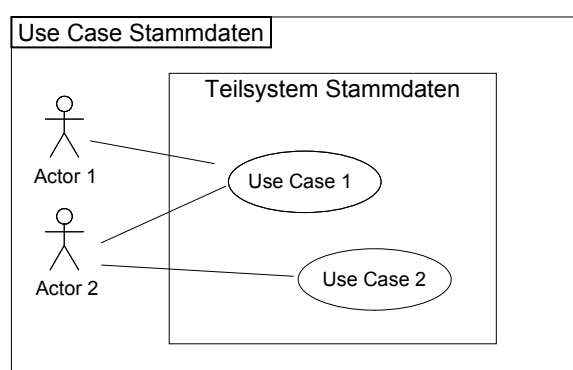 Use Case Stammdaten
Teilsystem Stammdaten
Actor 1
Use Case 1
Actor 2
Use Case 2